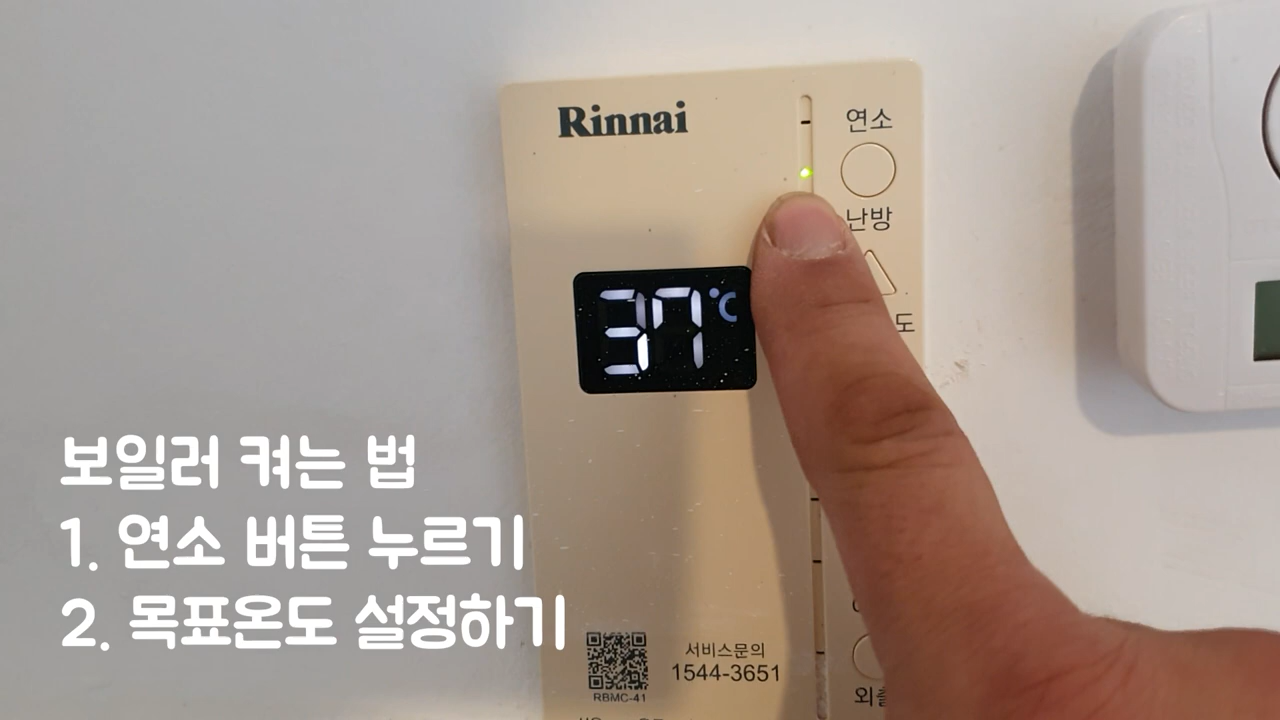 Rinnai
연소
난방
도
37℃
보일러 켜는 법
1. 연소 버튼 누르기
2. 목표온도 설정하기
서비스문의
1544-3651
RBMC-41